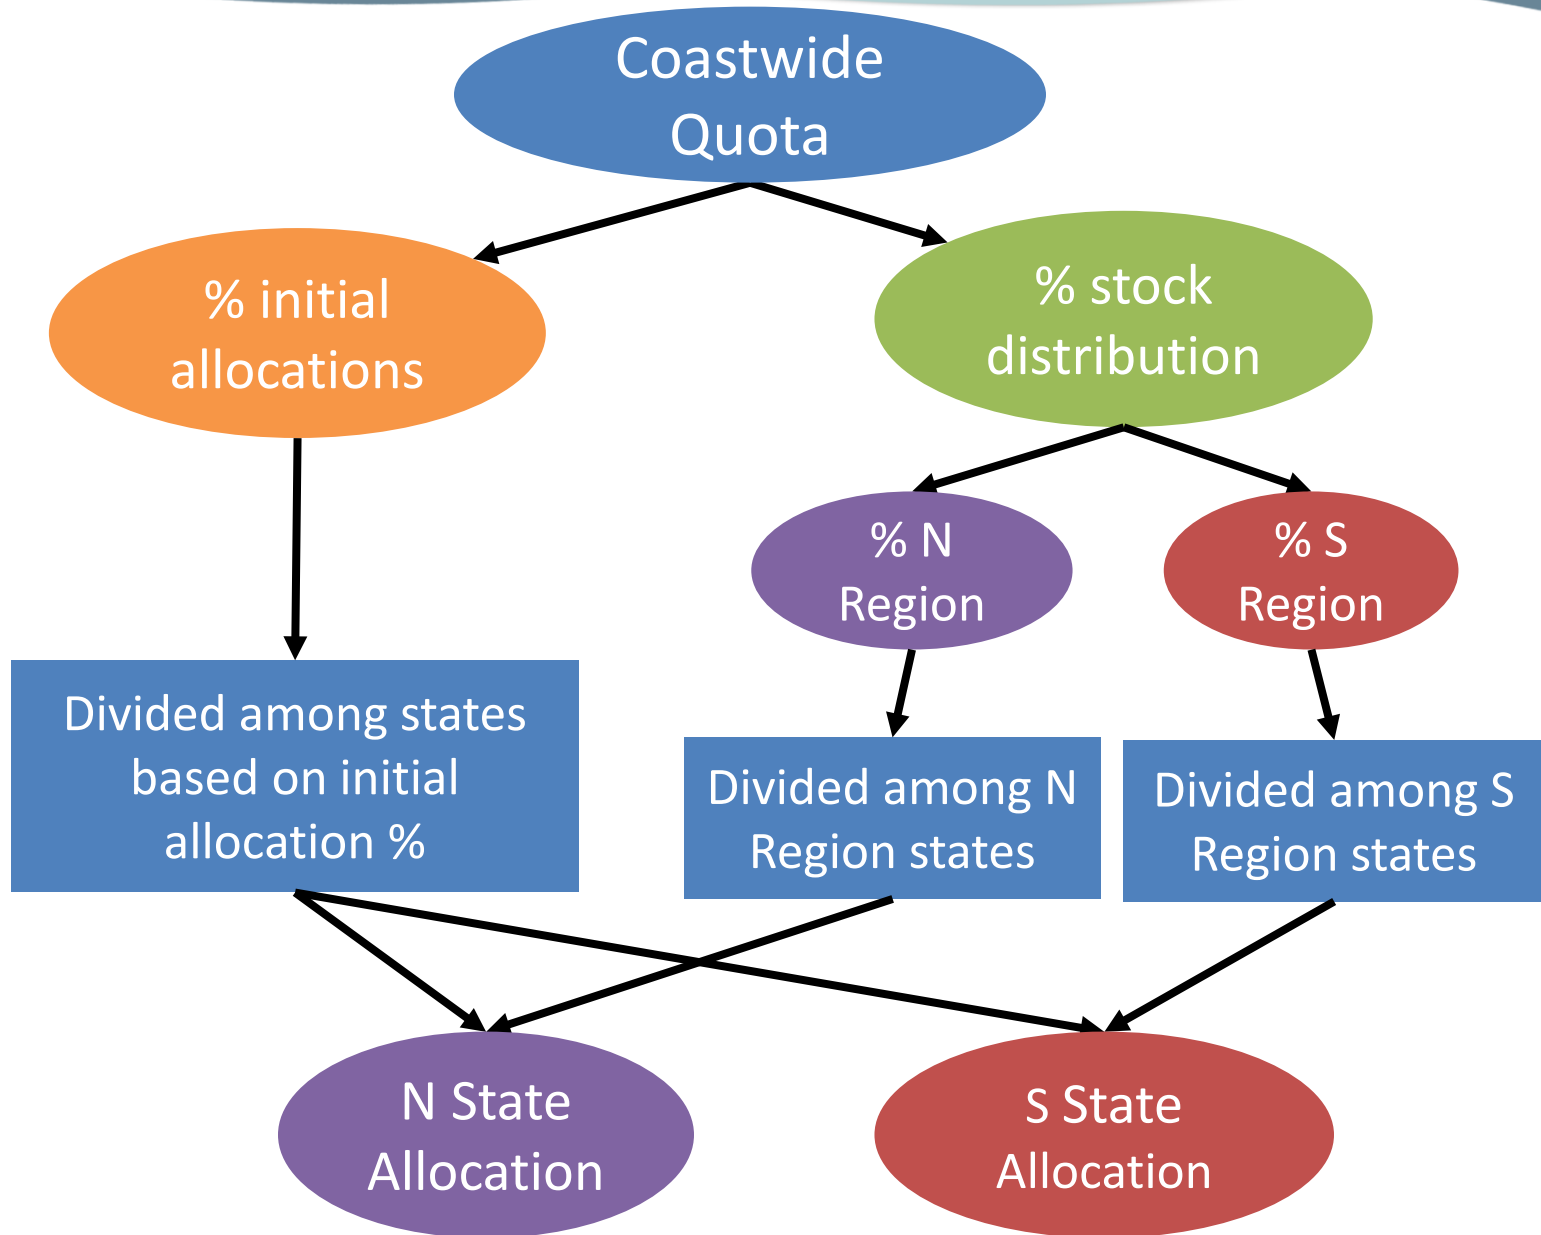 Coastwide
Quota
% initial
allocations
% stock
distribution
% N
Region
% S
Region
Divided among states
based on initial
allocation %
Divided among N
Region states
Divided among S
Region states
N State
Allocation
S State
Allocation